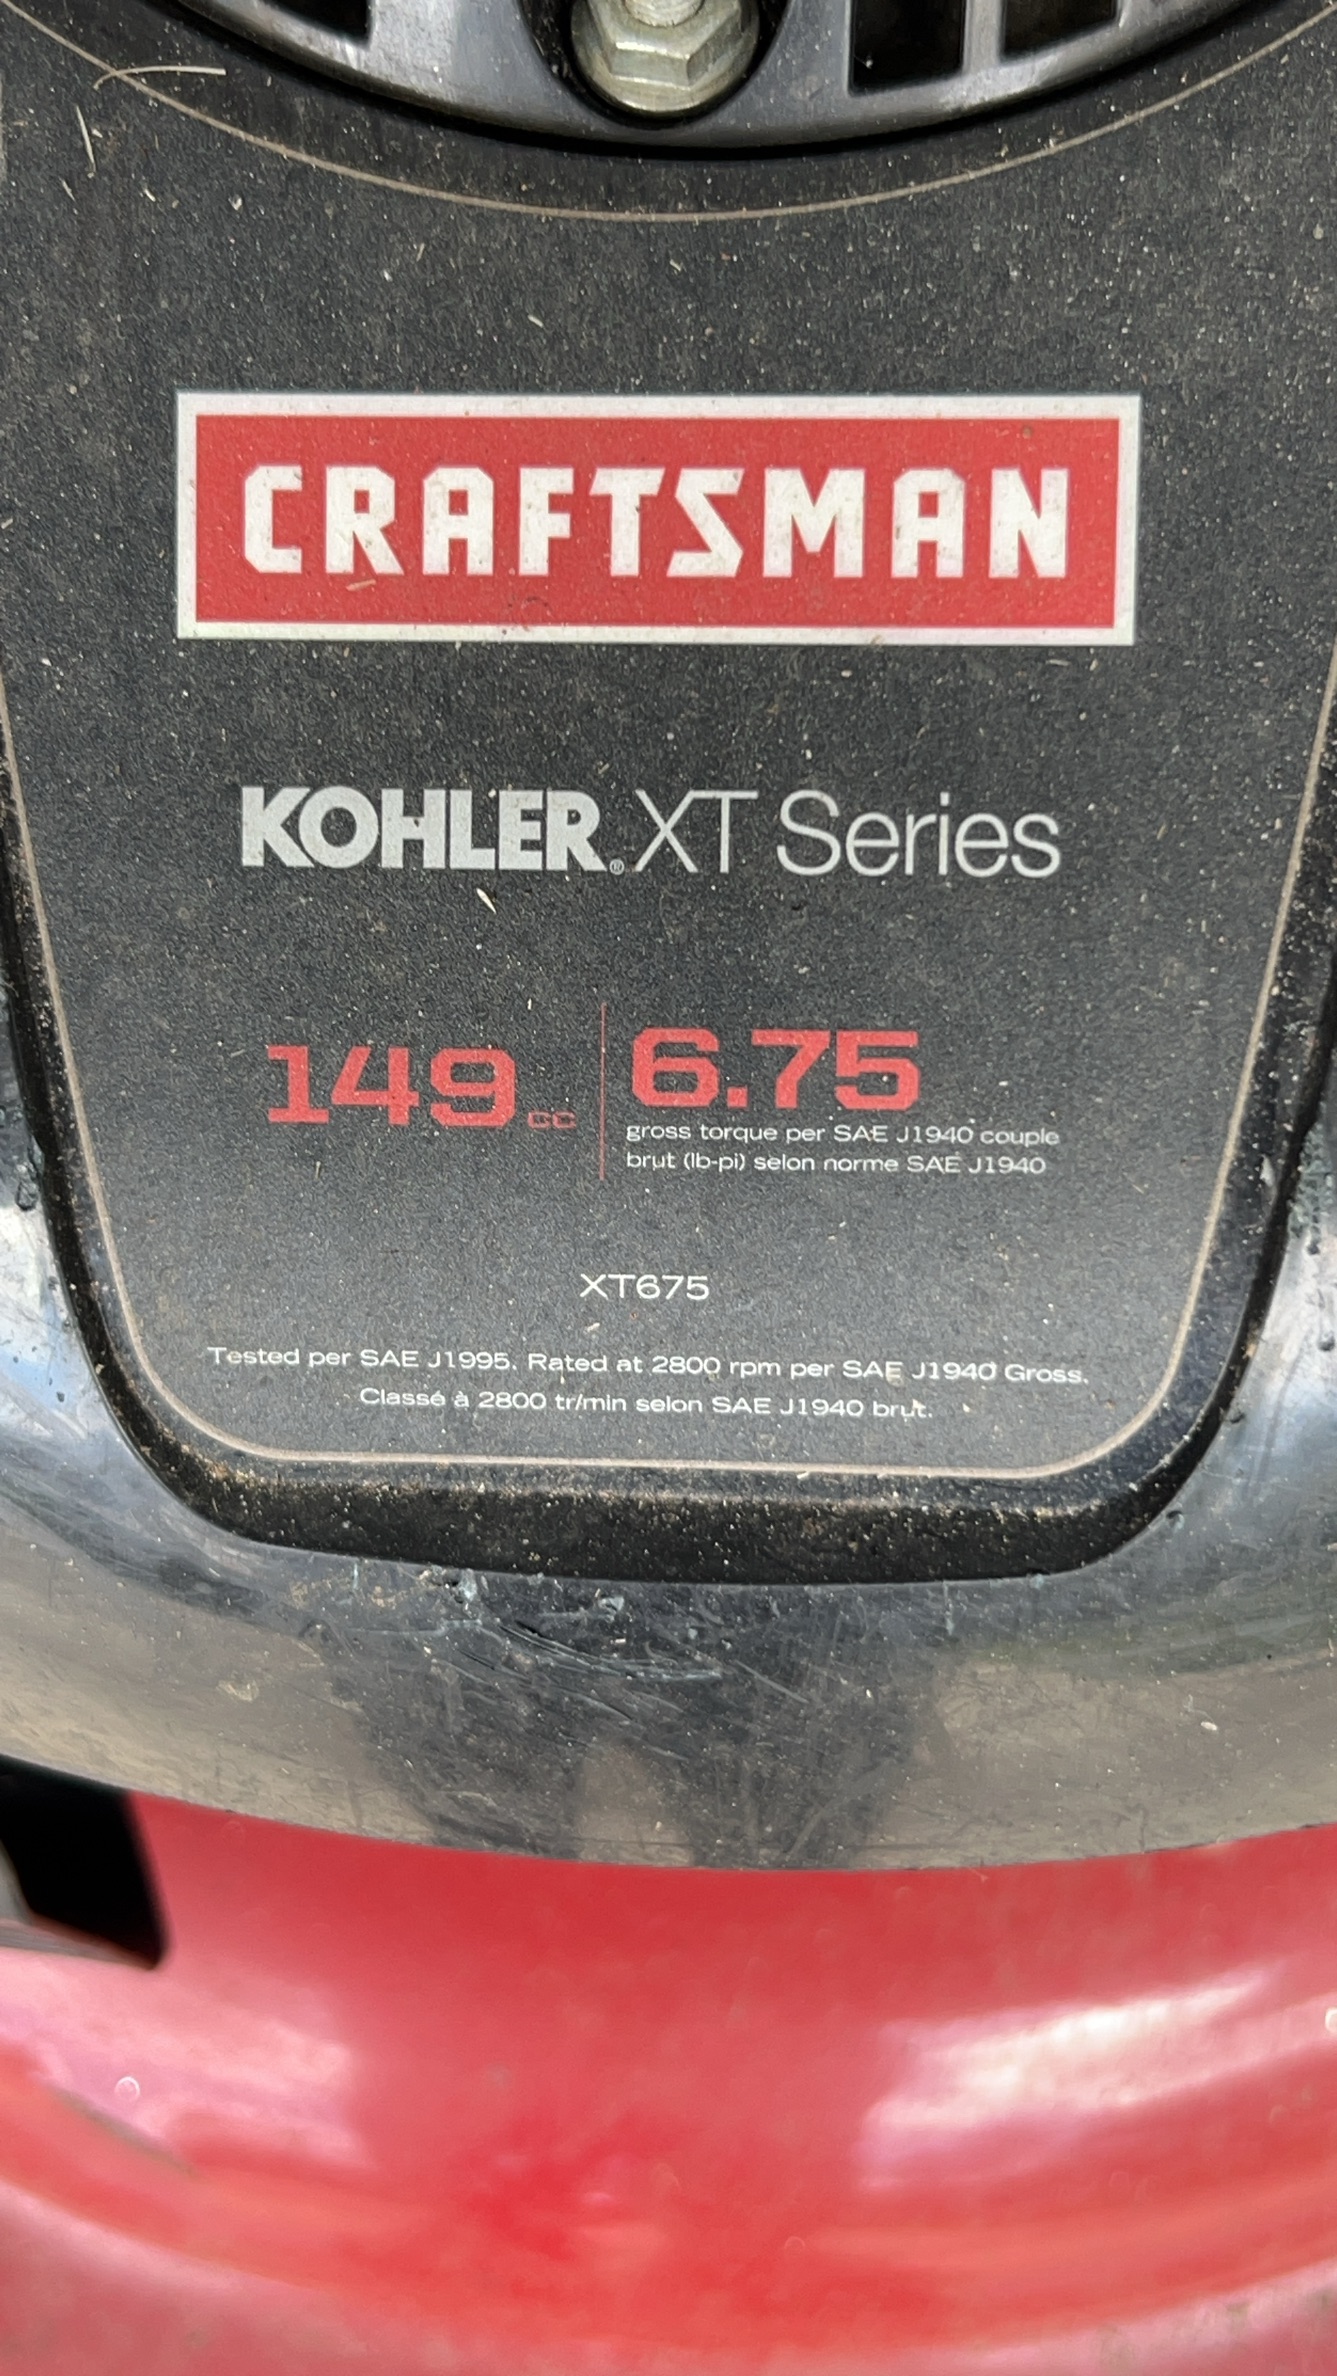 CRAFTSMAN
KOHLER® XT Series
149 cc
6.75
gross torque per SAE J1940 couple
brut (lb-pi) selon norme SAE J1940
XT675
Tested per SAE J1995. Rated at 2800 rpm per SAE J1940 Gross.
Classé à 2800 tr/min selon SAE J1940 brut.